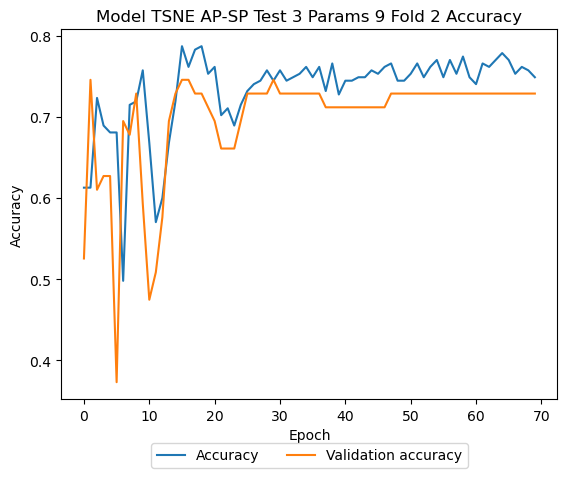 Model TSNE AP-SP Test 3 Params 9 Fold 2 Accuracy
0.8
0.7
0.6
0.5
0.4
Accuracy
0 10 20 30 40 50 60 70
Epoch
Accuracy Validation accuracy